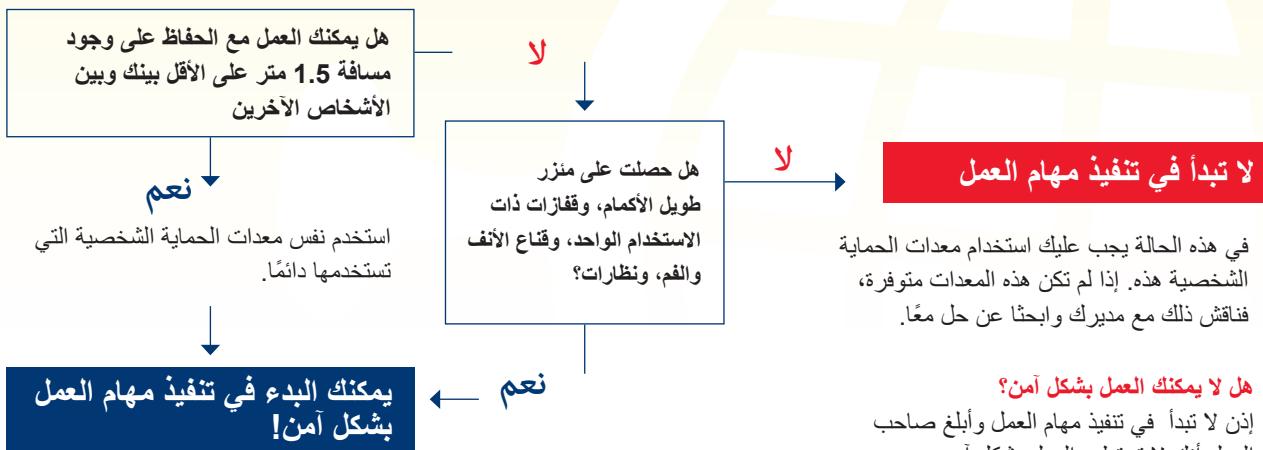 هل يمكنك العمل مع الحفاظ على وجود
مسافة 1.5 متر على الأقل بينك وبين
الأشخاص الآخرين
لا
نعم
استخدم نفس معدات الحماية الشخصية التي
تستخدمها دائمًا.
هل حصلت على مئزر
طويل الأكمام، وقفازات ذات
الاستخدام الواحد، وقناع الأنف
والفم، ونظارات؟
لا
نعم
يمكنك البدء في تنفيذ مهام العمل
بشكل آمن!
لا تبدأ في تنفيذ مهام العمل
في هذه الحالة يجب عليك استخدام معدات الحماية
الشخصية هذه. إذا لم تكن هذه المعدات متوفرة،
فناقش ذلك مع مديرك وابحثا عن حل معًا.
هل لا يمكنك العمل بشكل آمن؟
إذن لا تبدأ في تنفيذ مهام العمل وأبلغ صاحب